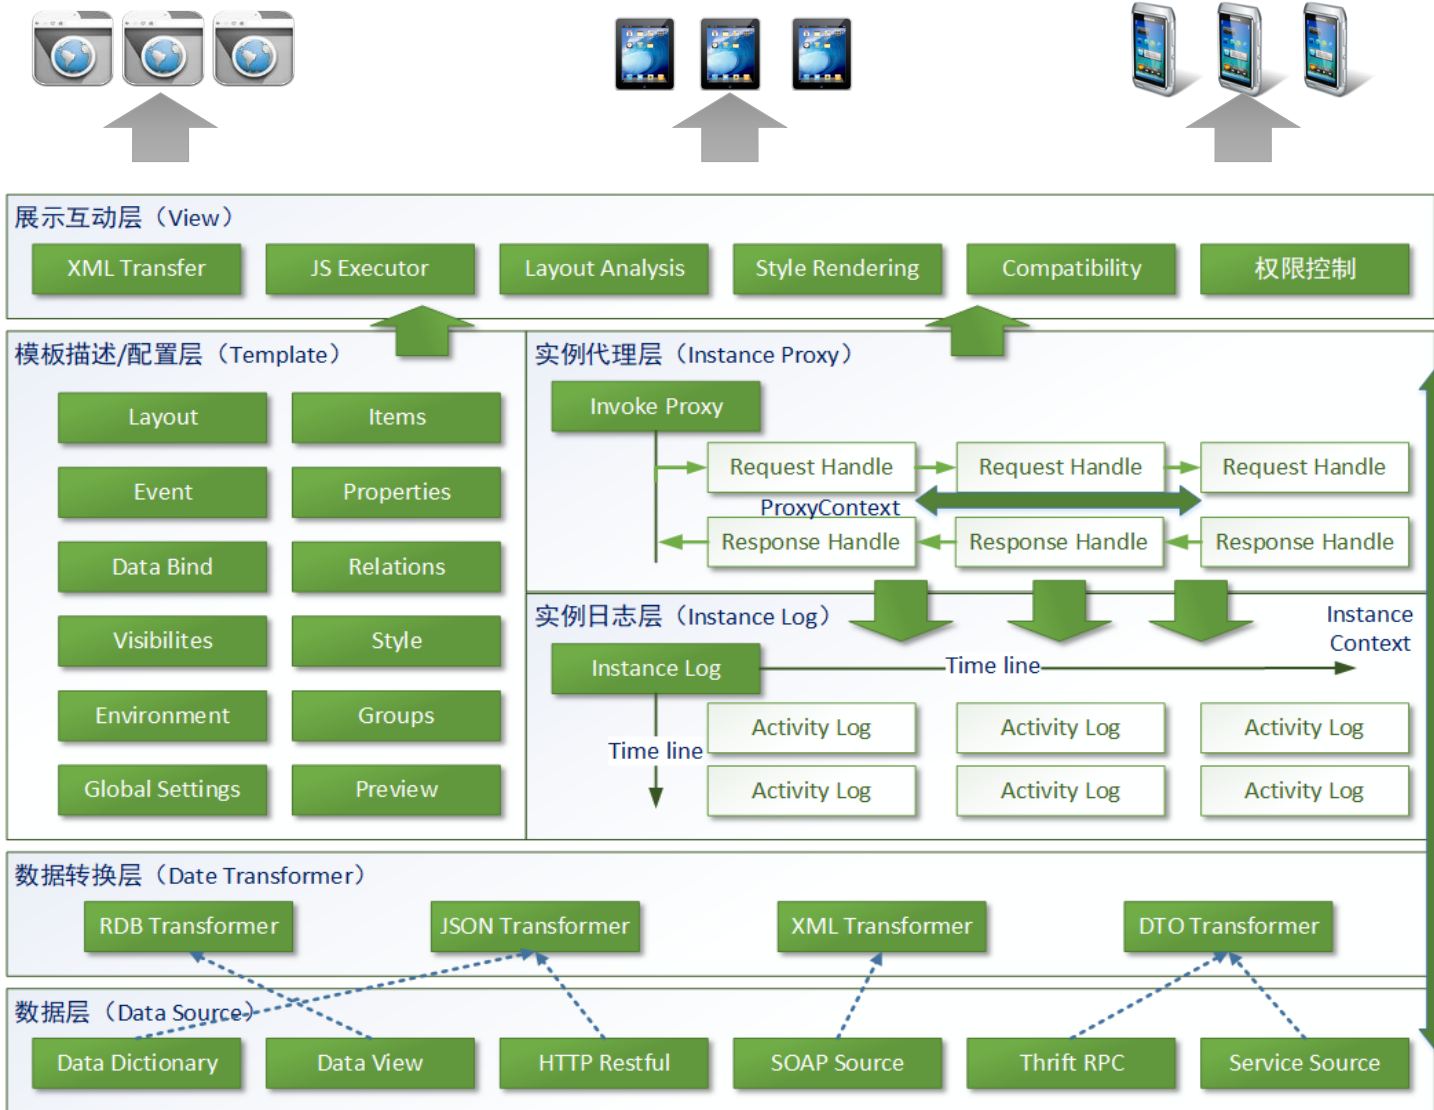 展示互动层（View）
XML Transfer
JS Executor
Layout Analysis
Style Rendering
Compatibility
权限控制
模板描述/配置层（Template）
Layout
Items
Event
Properties
Data Bind
Relations
Visibilites
Style
Environment
Groups
Global Settings
Preview
实例代理层（Instance Proxy）
Invoke Proxy
Request Handle
Request Handle
Request Handle
ProxyContext
Response Handle
Response Handle
Response Handle
实例日志层（Instance Log）
Instance
Context
Instance Log
Time line
Time line
Activity Log
Activity Log
Activity Log
Activity Log
Activity Log
Activity Log
数据转换层（Date Transformer）
RDB Transformer
JSON Transformer
XML Transformer
DTO Transformer
数据层（Data Source）
Data Dictionary
Data View
HTTP Restful
SOAP Source
Thrift RPC
Service Source